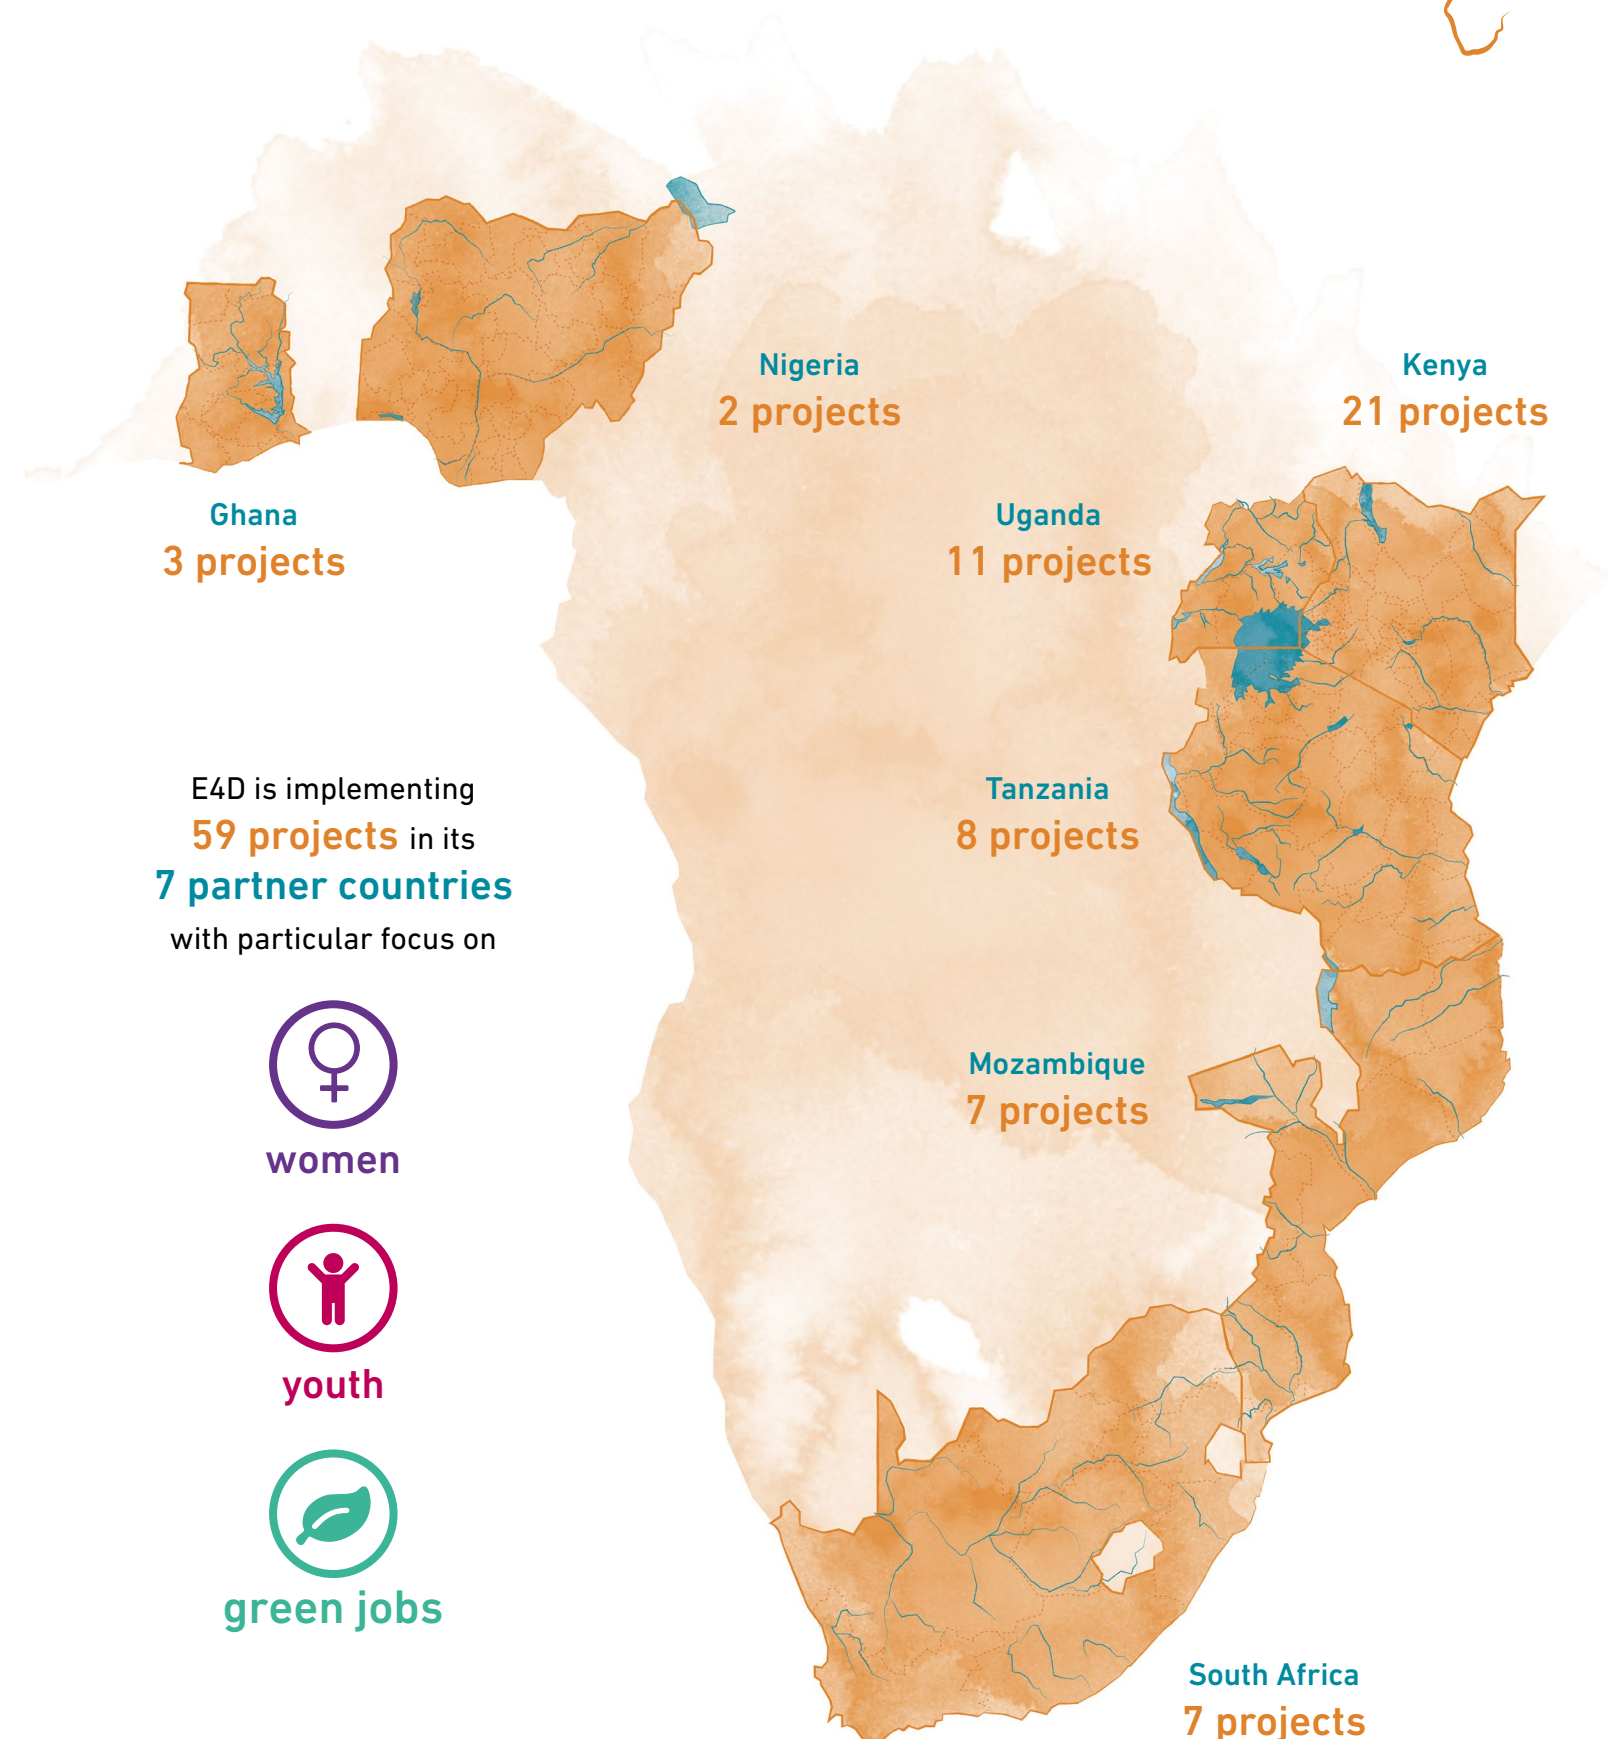 Nigeria
2 projects
Kenya
21 projects
Ghana
3 projects
Uganda
11 projects
E4D is implementing
59 projects in its
7 partner countries
with particular focus on
Tanzania
8 projects
women
Mozambique
7 projects
youth
green jobs
South Africa
7 projects